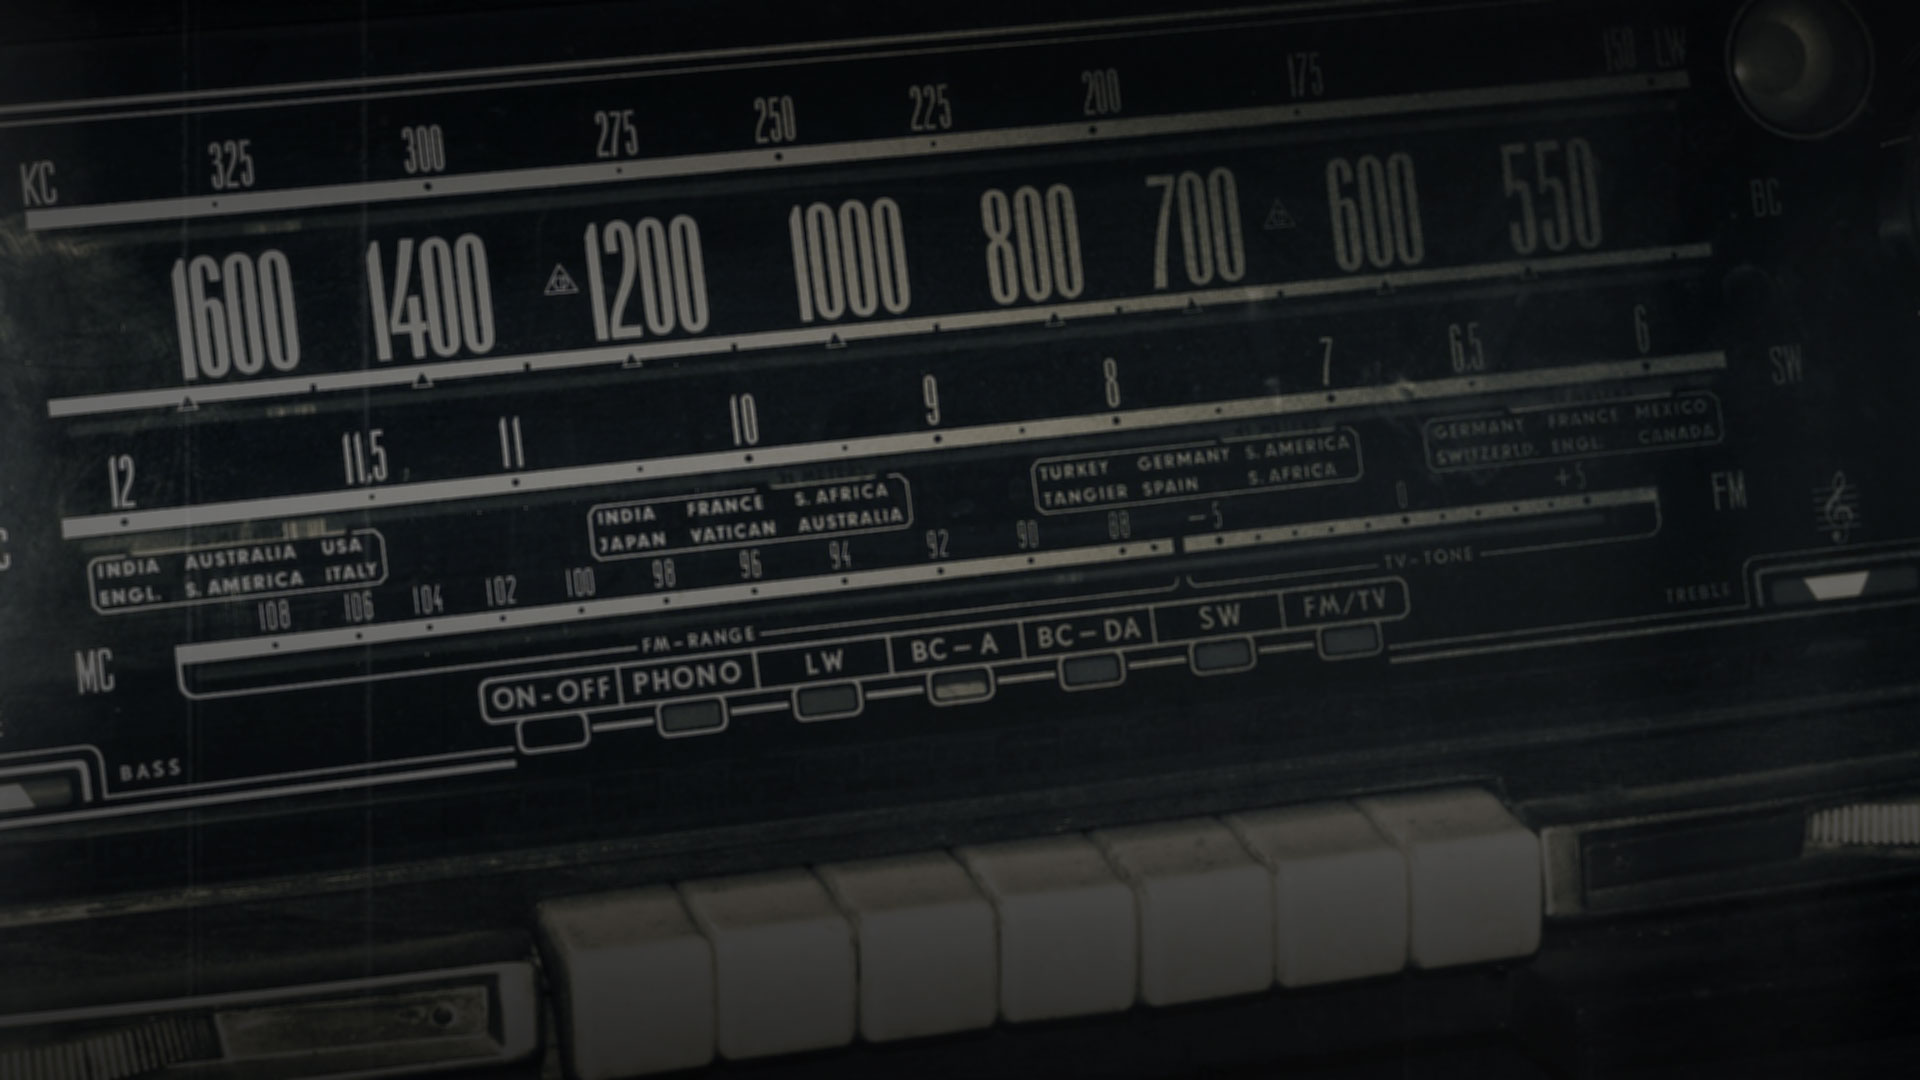 KC 325 300 275 250 225 200 175 150 LW
1600 1400 1200 1000 800 700 600 550 BC
12 11,5 11 10 9 8 7 6,5 6 SW
INDIA AUSTRALIA USA
ENGL. S. AMERICA ITALY
INDIA FRANCE S. AFRICA
JAPAN VATICAN AUSTRALIA
TURKEY GERMANY S. AMERICA
TANGIER SPAIN S. AFRICA
GERMANY FRANCE MEXICO
SWITZERLD. ENGL. CANADA
MC 108 106 104 102 100 98 96 94 92 90 88 -5 0 +5 FM
FM-RANGE TV-TONE
ON-OFF PHONO LW BC-A BC-DA SW FM/TV
BASS TREBLE